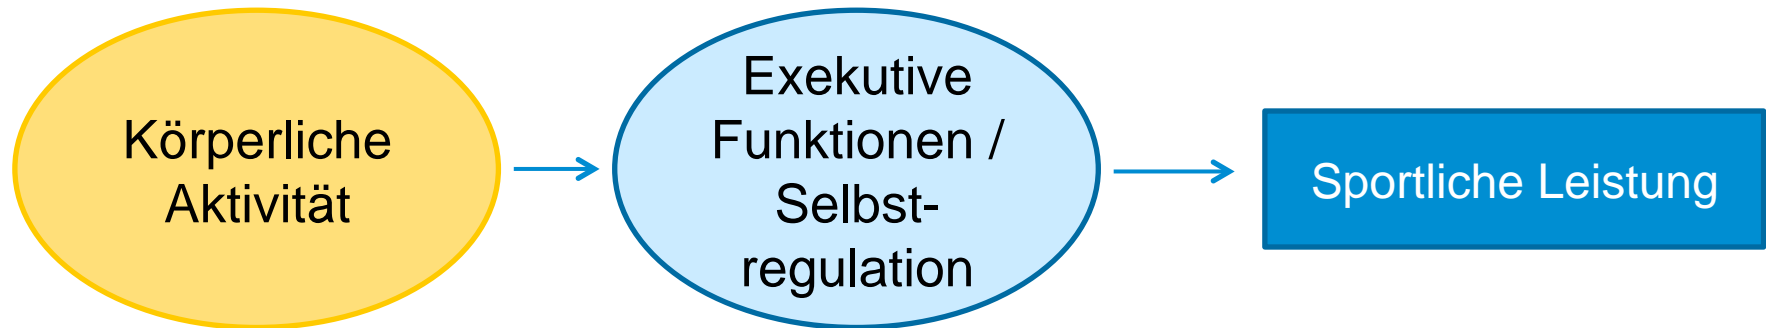 Körperliche
Aktivität
Exekutive
Funktionen /
Selbst-
regulation
Sportliche Leistung